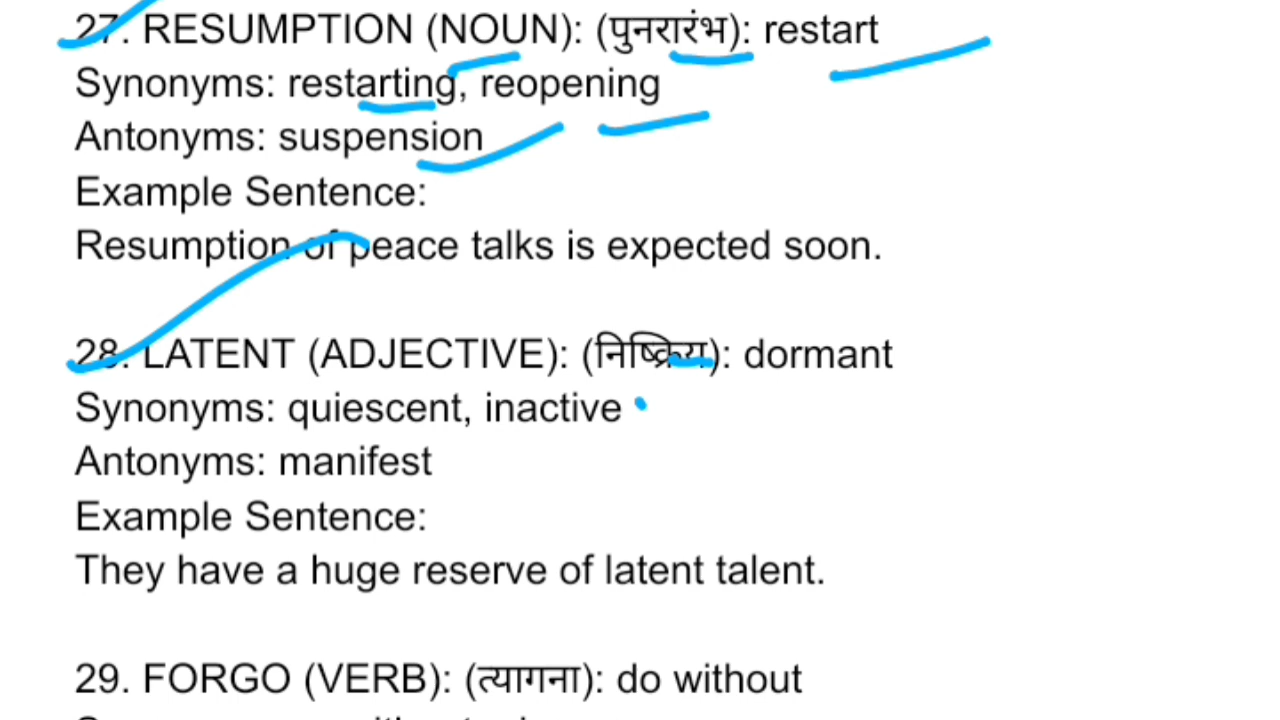 27. RESUMPTION (NOUN): (पुनरारंभ): restart
Synonyms: restarting, reopening
Antonyms: suspension
Example Sentence:
Resumption of peace talks is expected soon.
28. LATENT (ADJECTIVE): (निष्क्रिय): dormant
Synonyms: quiescent, inactive
Antonyms: manifest
Example Sentence:
They have a huge reserve of latent talent.
29. FORGO (VERB): (त्यागना): do without